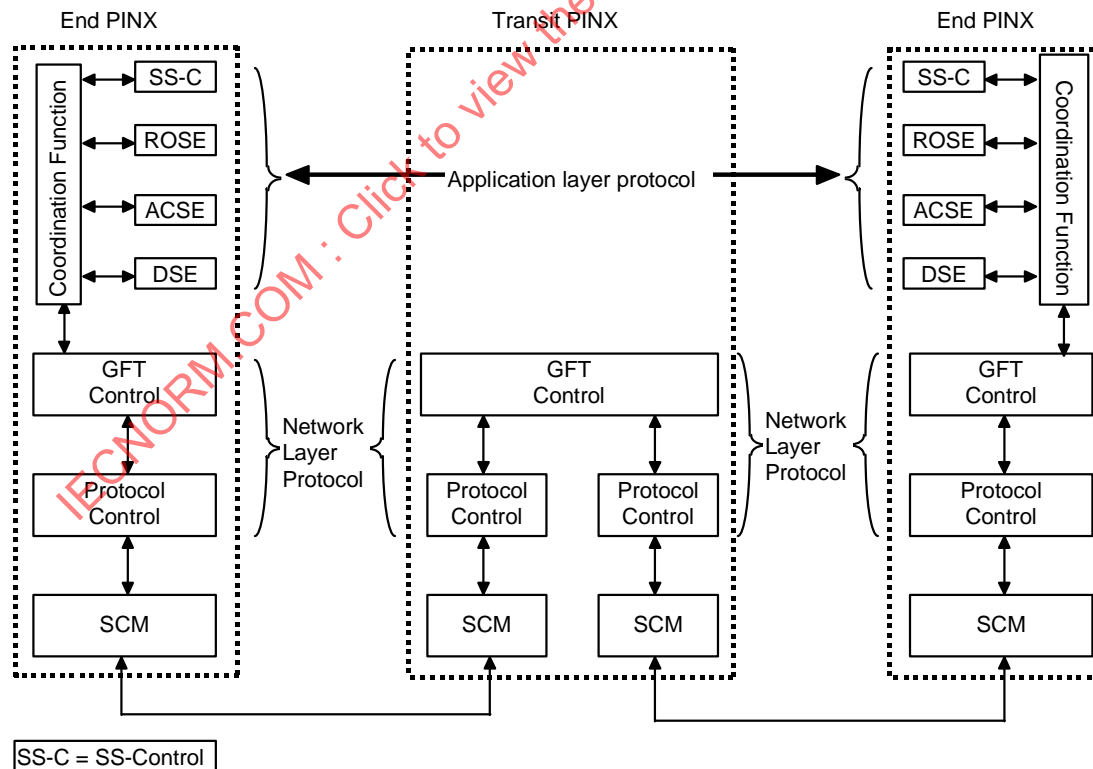 End PINX
Transit PINX
End PINX
Coordination Function
SS-C
ROSE
ACSE
DSE
Application layer protocol
SS-C
ROSE
ACSE
DSE
Coordination Function
GFT
Control
GFT
Control
GFT
Control
Network
Layer
Protocol
Network
Layer
Protocol
Protocol
Control
Protocol
Control
Protocol
Control
Protocol
Control
SCM
SCM
SCM
SCM
SS-C = SS-Control
IECNORM.COM : Click to view the